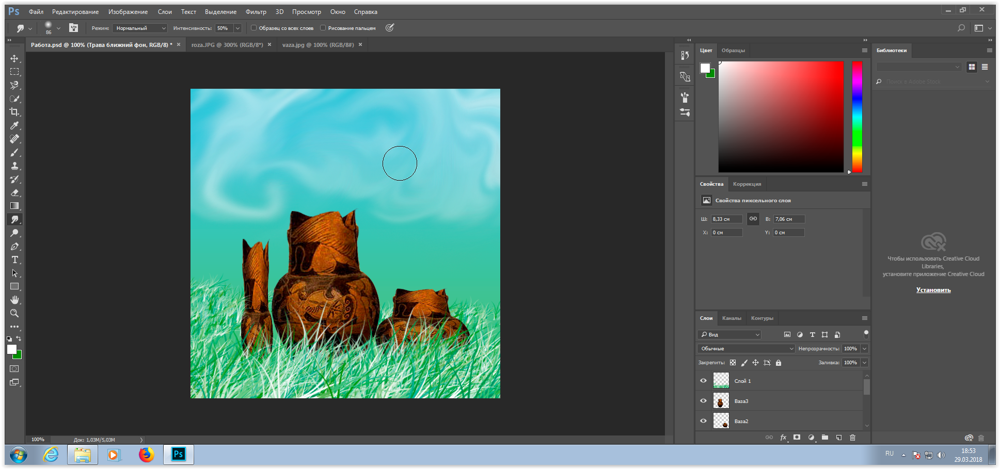 Ps Файл Редактирование Изображение Слои Текст Выделение Фильтр 3D Просмотр Окно Справка
86 Режим: Нормальный Интенсивность: 50% Образец со всех слоев Рисование пальцем
Работа.psd @ 100% (Трава ближний фон, RGB/8) * roza.JPG @ 300% (RGB/8*) vaza.jpg @ 100% (RGB/8#)
Цвет Образцы
Библиотеки
Поиск в Adobe Stock
Свойства Коррекция
Свойства пиксельного слоя
Ш: 8,33 см В: 7,06 см
X: 0 см Y: 0 см
Чтобы использовать Creative Cloud
Libraries,
установите приложение Creative Cloud
Установить
Слои Каналы Контуры
Вид
Обычные Непрозрачность: 100%
Закрепить: Заливка: 100%
Слой 1
Ваза3
Ваза2
fx
100% Док: 1,03M/5,03M
Ps
RU
18:53
29.03.2018